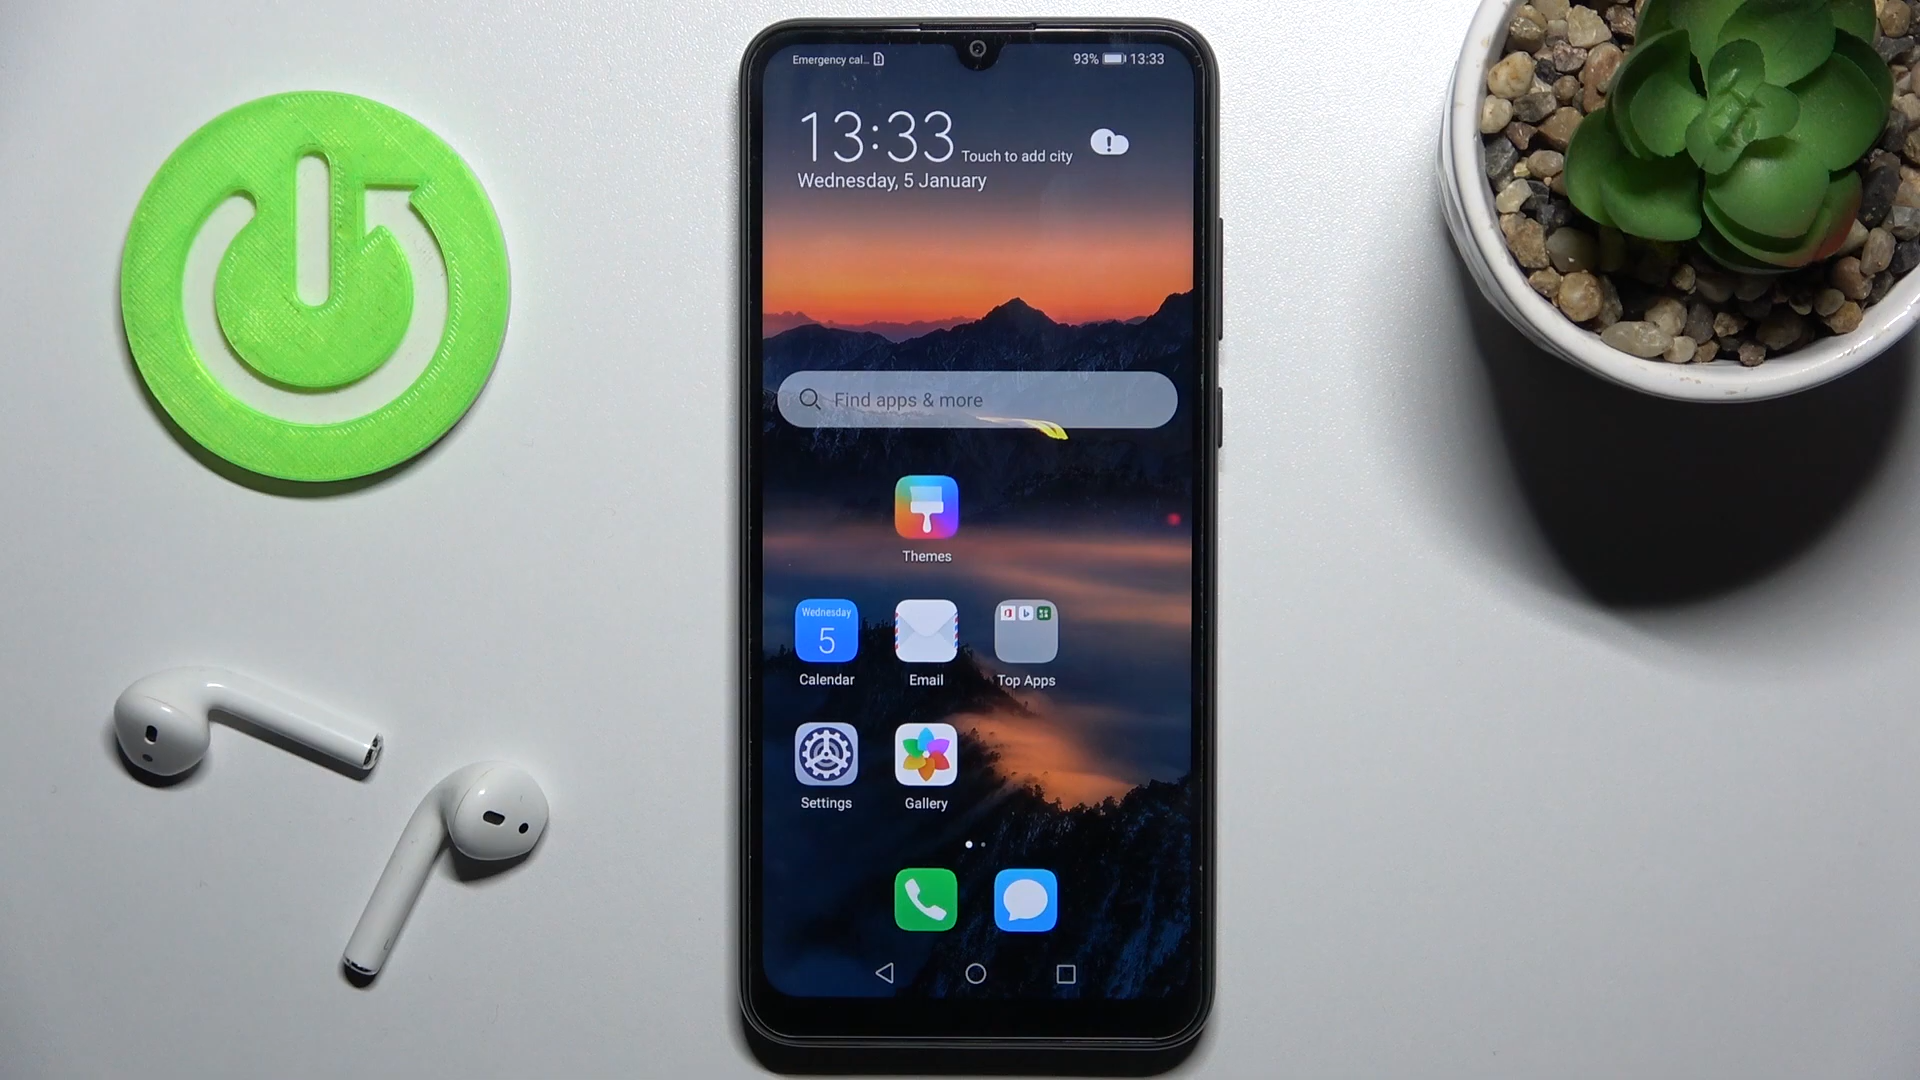 Emergency cal...
93% 13:33
13:33
Touch to add city
Wednesday, 5 January
Find apps & more
Themes
Wednesday
5
Calendar
Email
Top Apps
Settings
Gallery